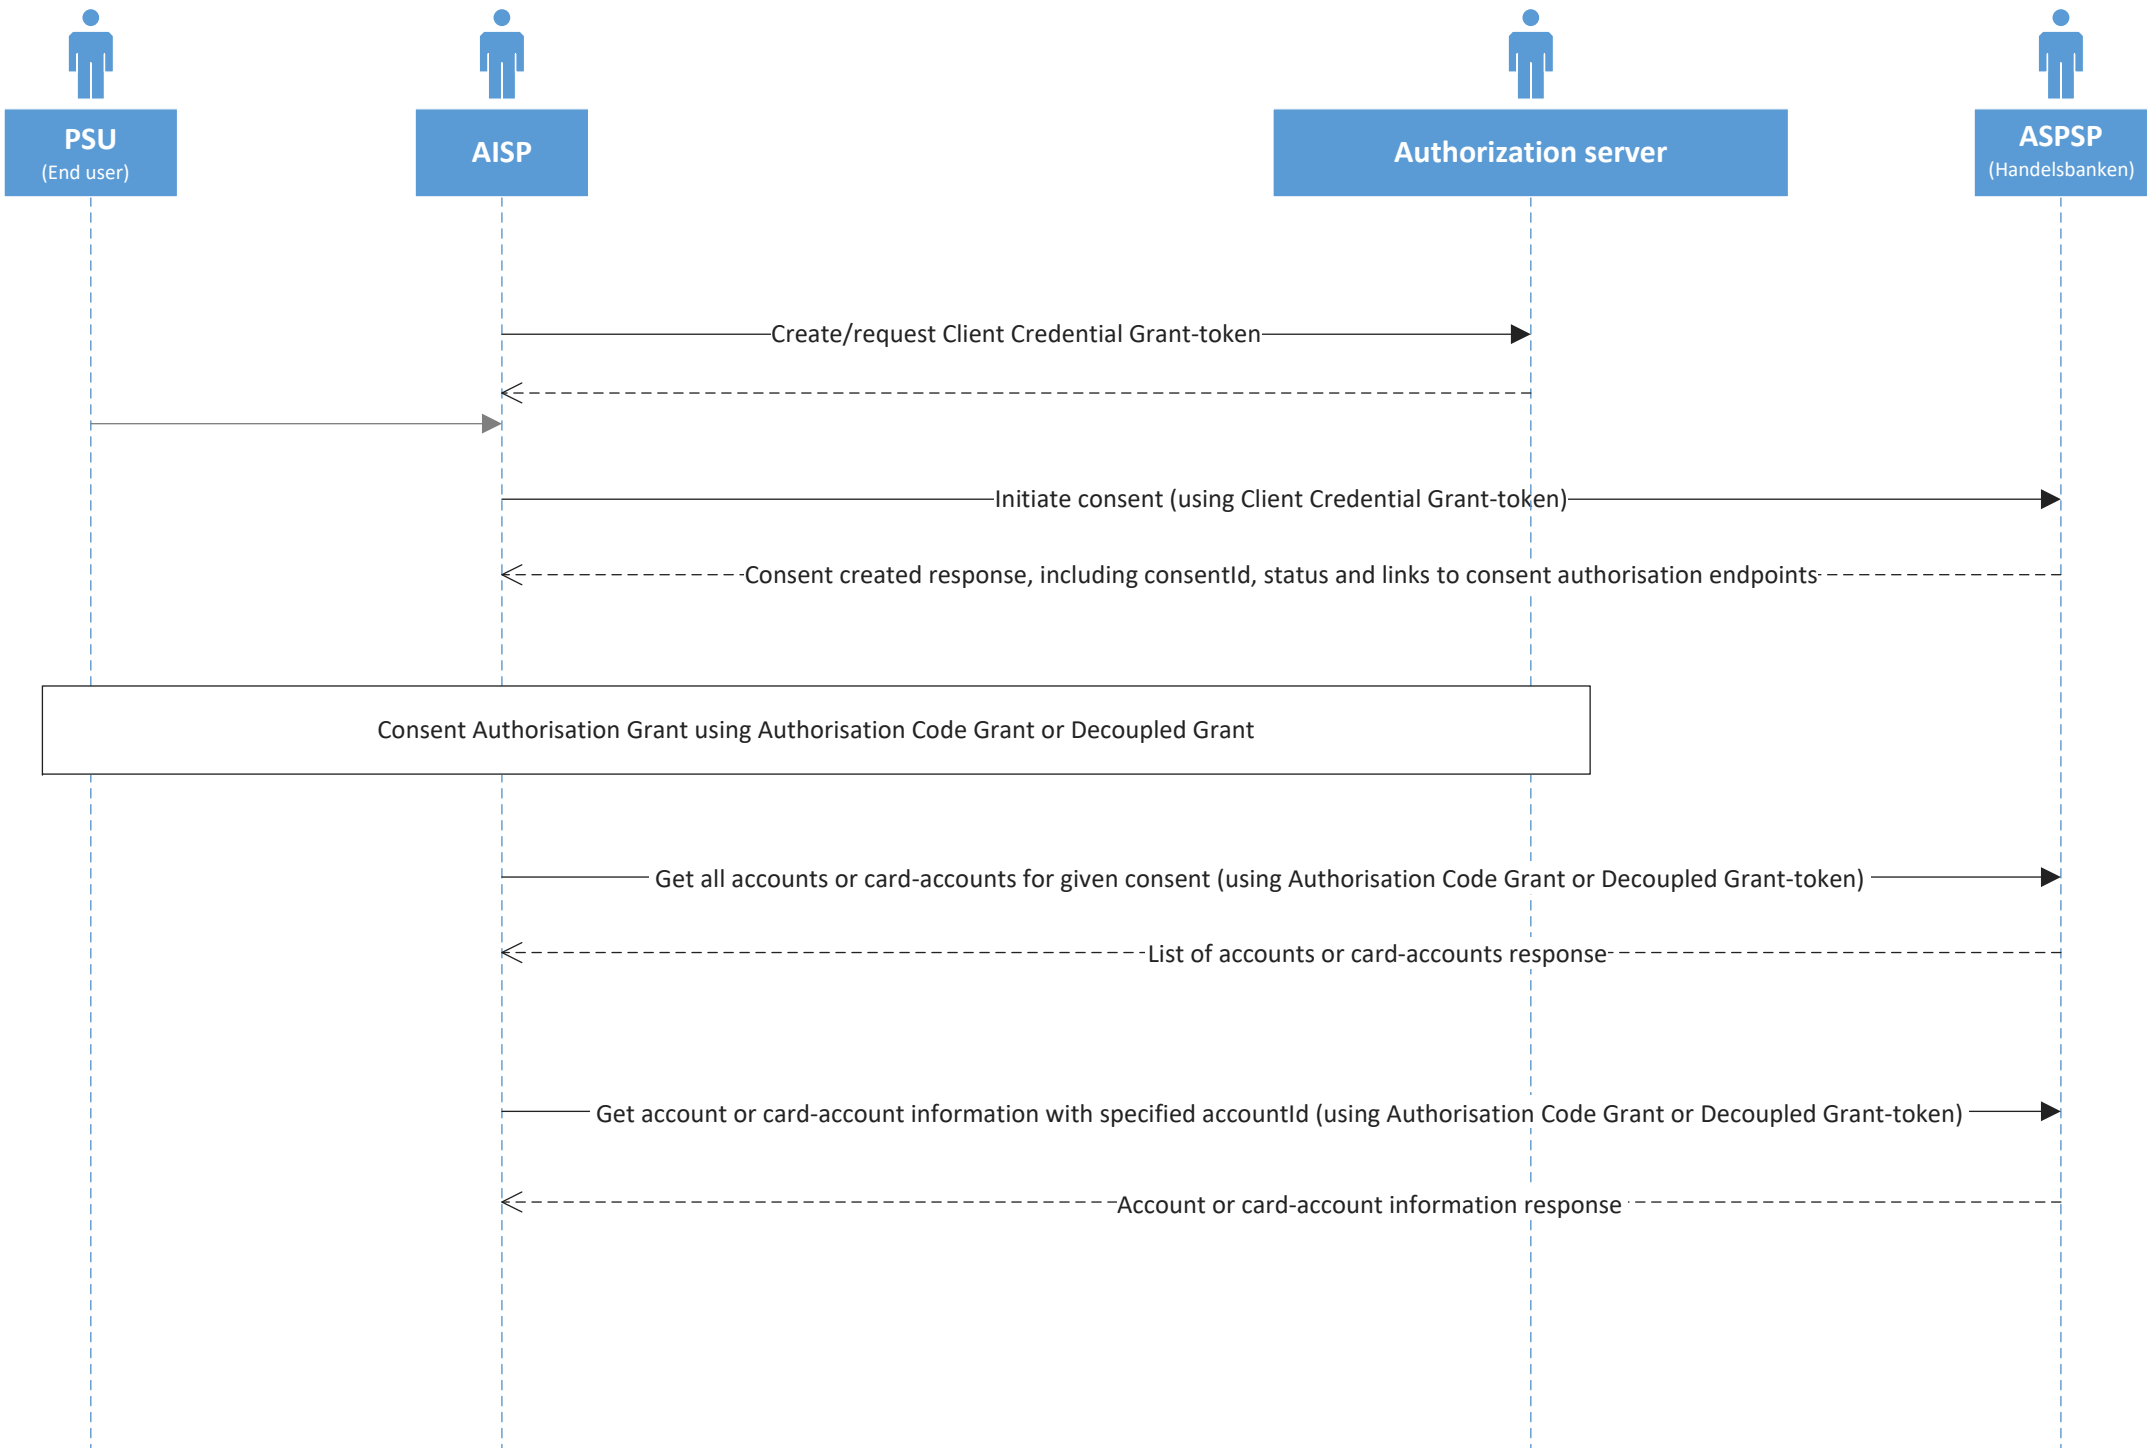 PSU
(End user)
AISP
Authorization server
ASPSP
(Handelsbanken)
Create/request Client Credential Grant-token
Initiate consent (using Client Credential Grant-token)
Consent created response, including consentId, status and links to consent authorisation endpoints
Consent Authorisation Grant using Authorisation Code Grant or Decoupled Grant
Get all accounts or card-accounts for given consent (using Authorisation Code Grant or Decoupled Grant-token)
List of accounts or card-accounts response
Get account or card-account information with specified accountId (using Authorisation Code Grant or Decoupled Grant-token)
Account or card-account information response